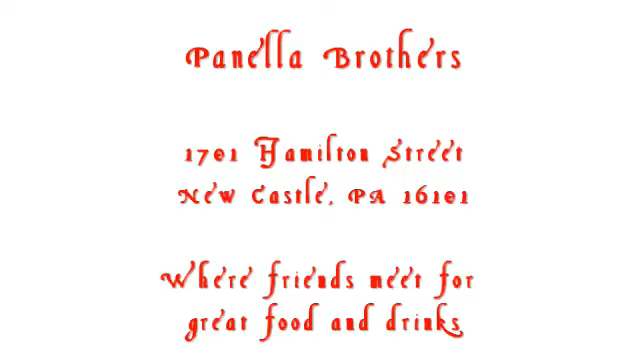 Panella Brothers
1701 Hamilton Street
New Castle, PA 16101
Where friends meet for
great food and drinks